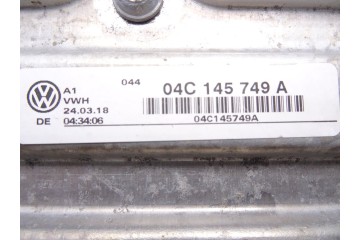 A1 044 04C 145 749 A
VWH
24.03.18
DE 04:34:06 04C145749A